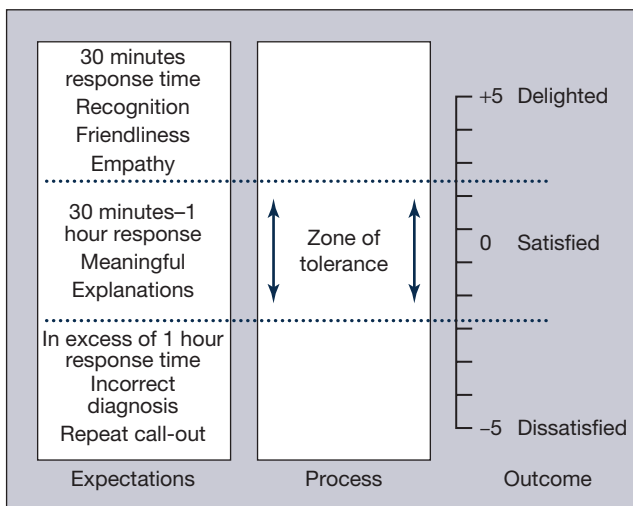 30 minutes
response time
Recognition
Friendliness
Empathy
30 minutes–1
hour response
Meaningful
Explanations
In excess of 1 hour
response time
Incorrect
diagnosis
Repeat call-out
Expectations
Zone of
tolerance
Process
+5 Delighted
0 Satisfied
−5 Dissatisfied
Outcome